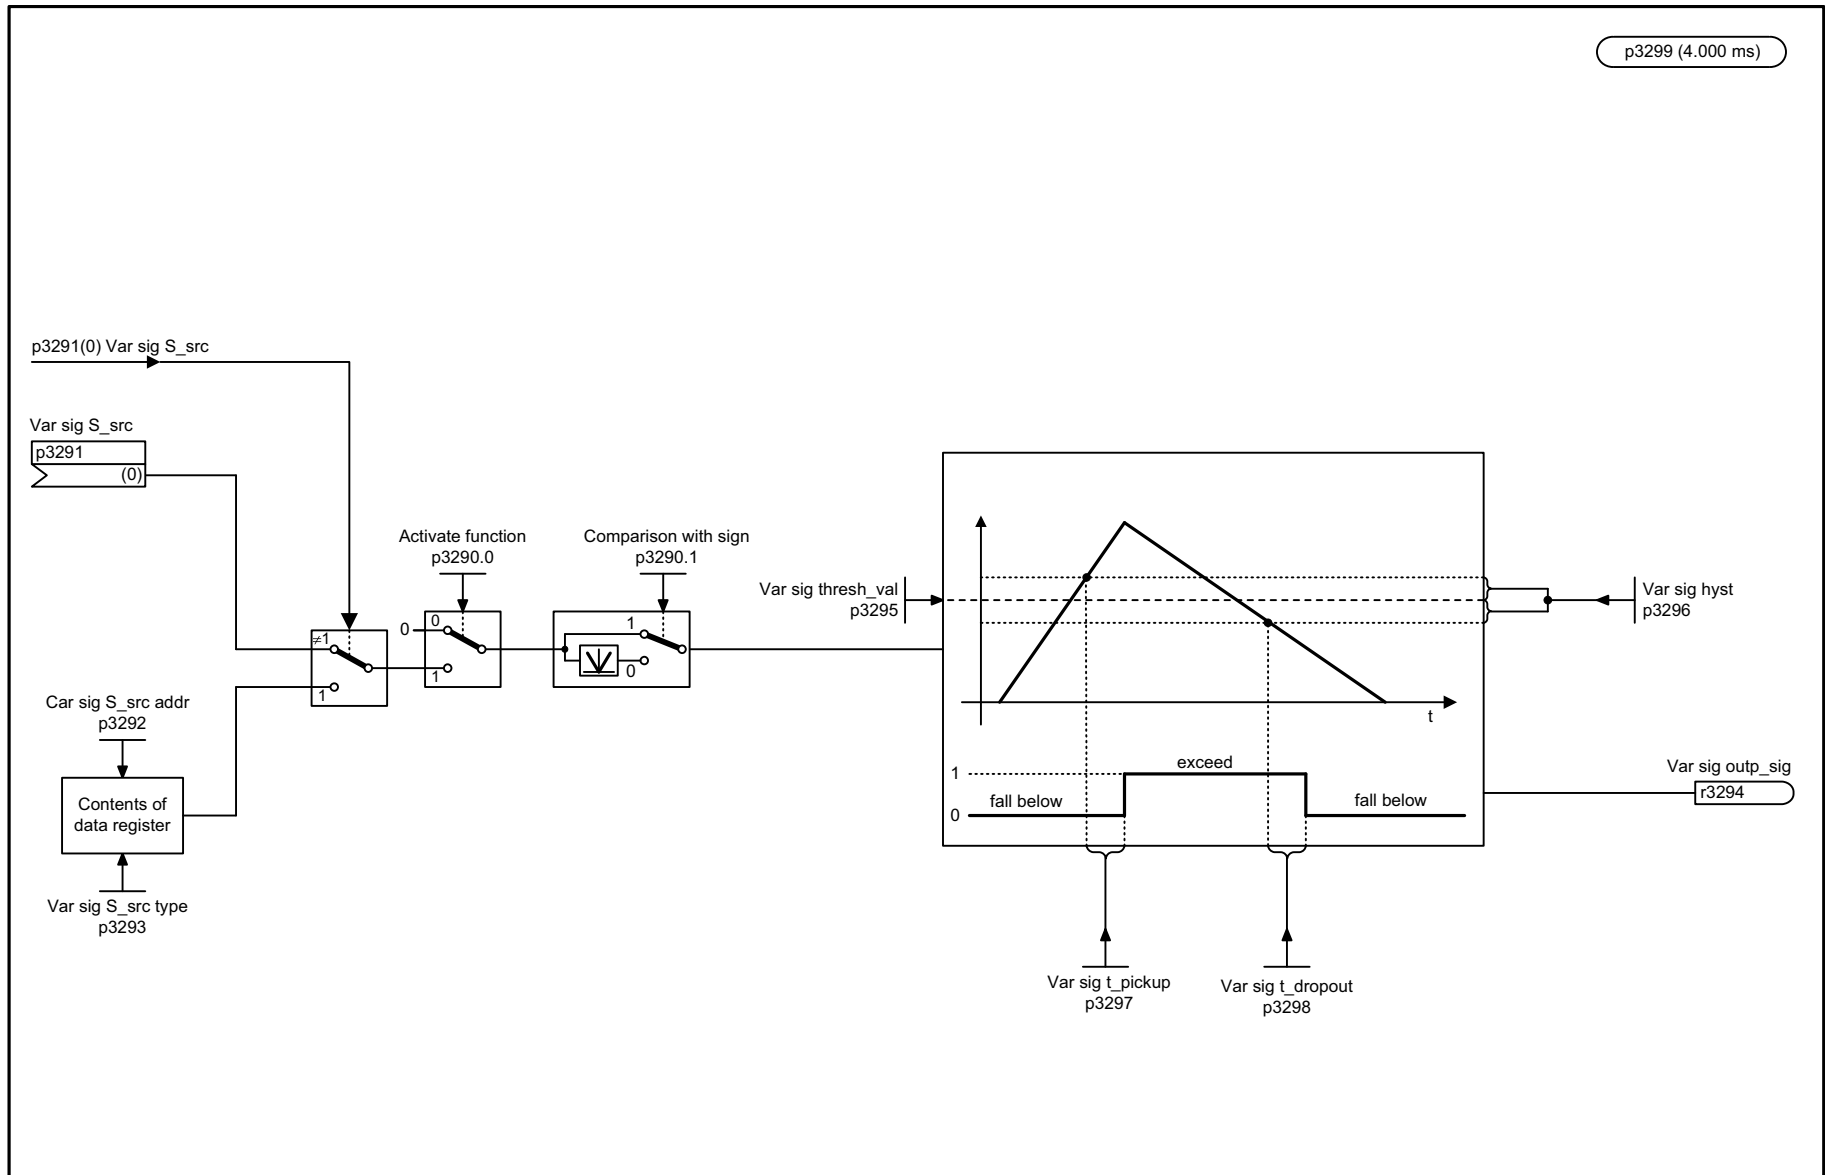 p3299 (4.000 ms)
p3291(0) Var sig S_src
Var sig S_src
p3291
(0)
Activate function
p3290.0
Comparison with sign
p3290.1
Var sig thresh_val
p3295
Var sig hyst
p3296
≠1
1
0
0
1
1
0
t
Car sig S_src addr
p3292
Contents of
data register
Var sig S_src type
p3293
1
exceed
fall below
fall below
0
Var sig outp_sig
r3294
Var sig t_pickup
p3297
Var sig t_dropout
p3298